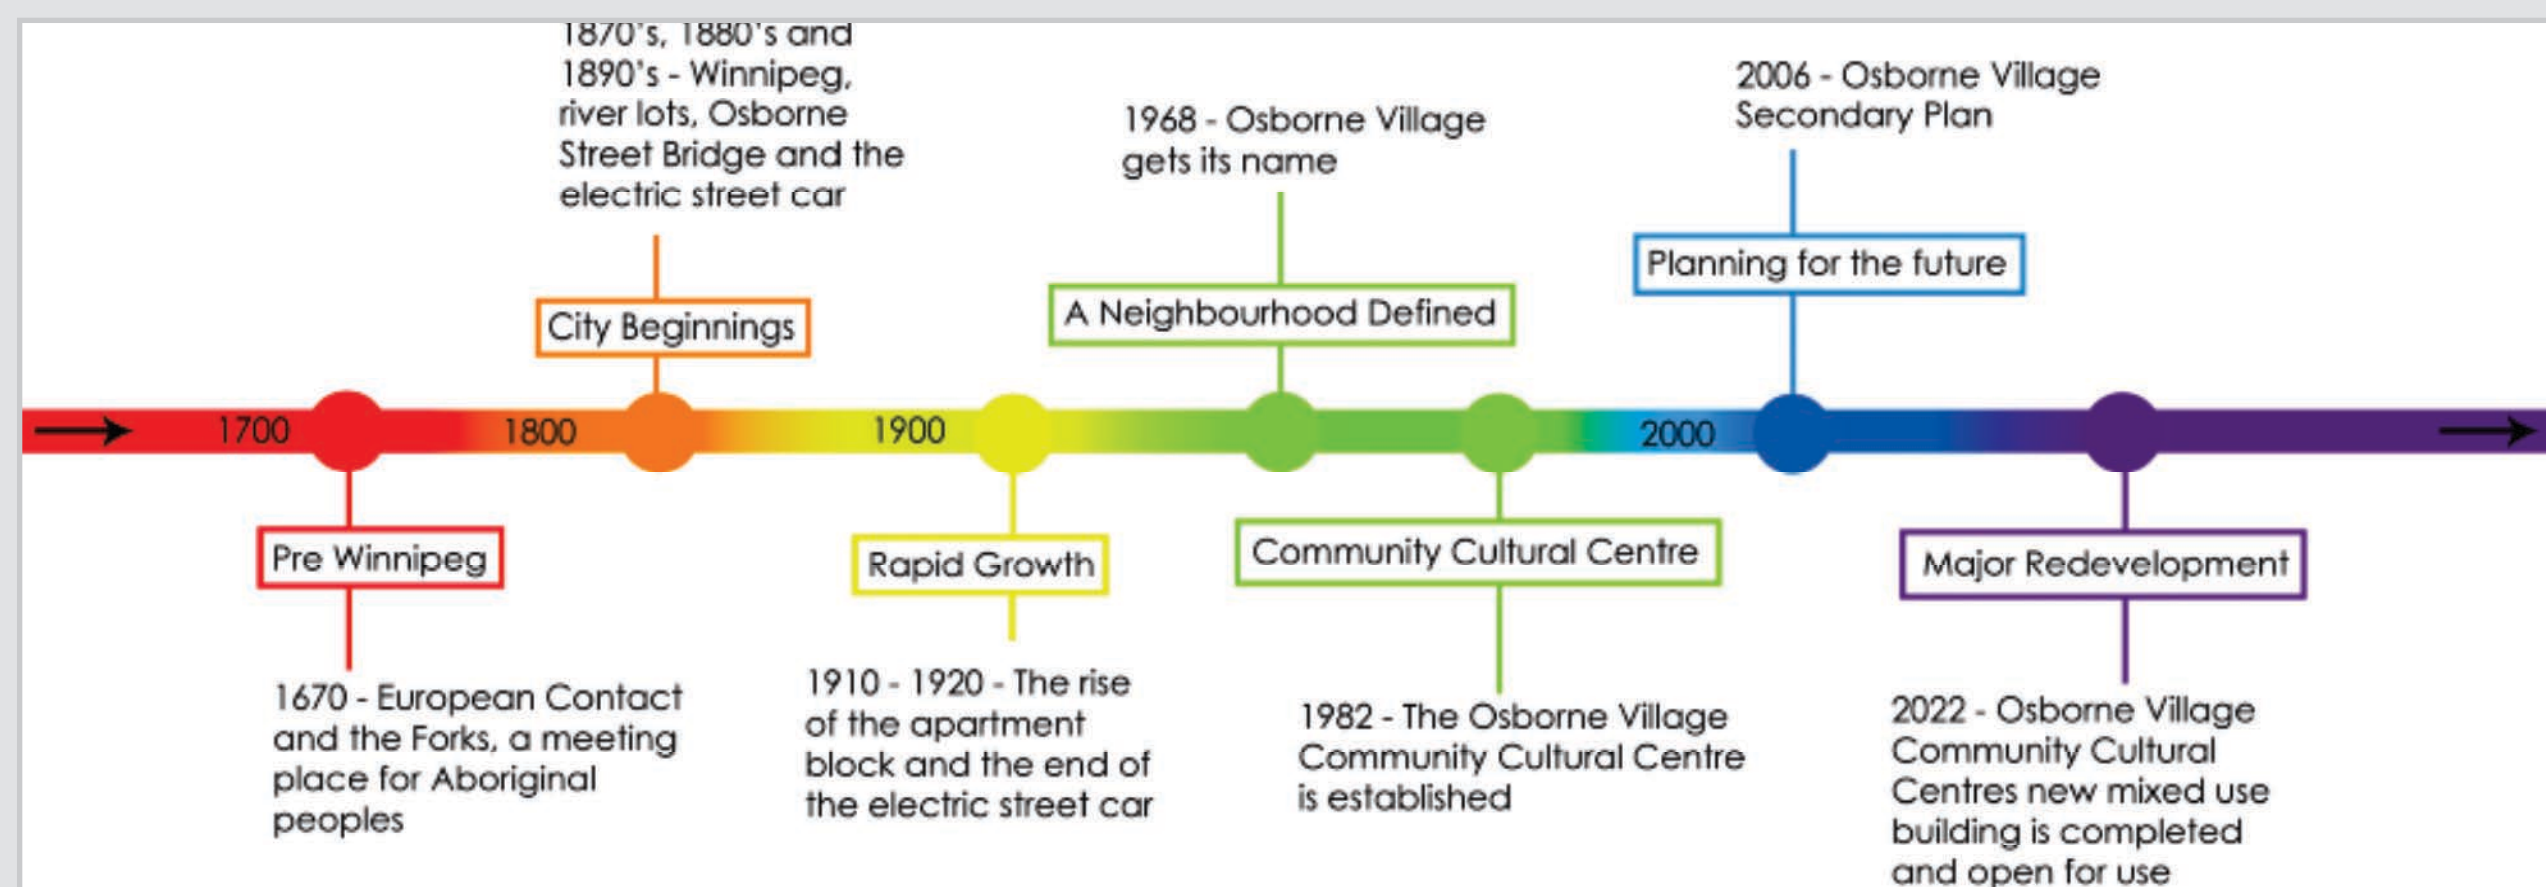 1870's, 1880's and
1890's - Winnipeg,
river lots, Osborne
Street Bridge and the
electric street car
1968 - Osborne Village
gets its name
2006 - Osborne Village
Secondary Plan
City Beginnings
A Neighbourhood Defined
Planning for the future
1700
1800
1900
2000
Pre Winnipeg
Rapid Growth
Community Cultural Centre
Major Redevelopment
1670 - European Contact
and the Forks, a meeting
place for Aboriginal
peoples
1910 - 1920 - The rise
of the apartment
block and the end of
the electric street car
1982 - The Osborne Village
Community Cultural Centre
is established
2022 - Osborne Village
Community Cultural
Centres new mixed use
building is completed
and open for use